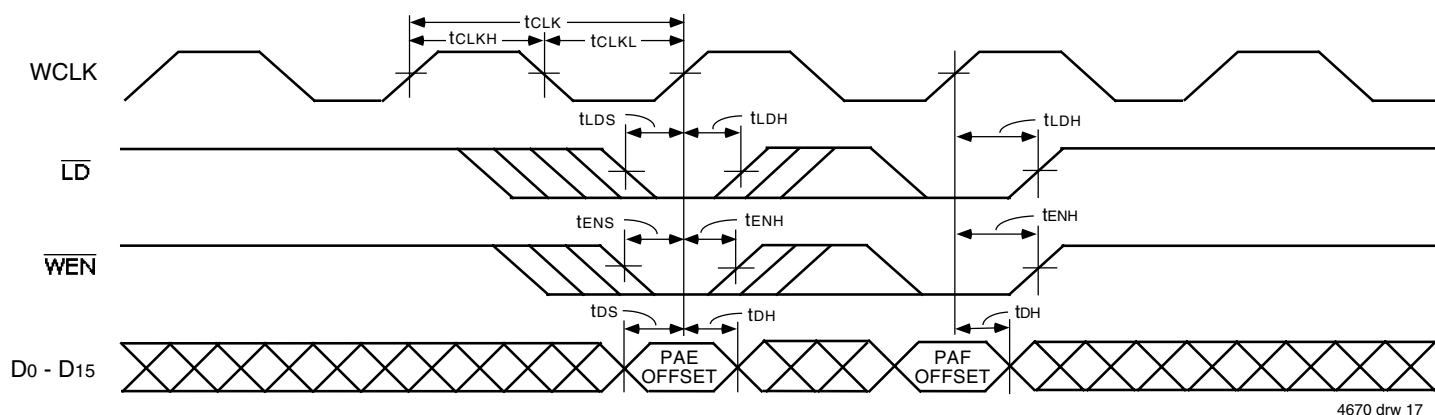 tCLK
tCLKH
tCLKL
WCLK
tLDS
tLDH
tLDH
LD
tENS
tENH
tENH
WEN
tDS
tDH
tDH
D0 - D15
PAE
OFFSET
PAF
OFFSET
4670 drw 17